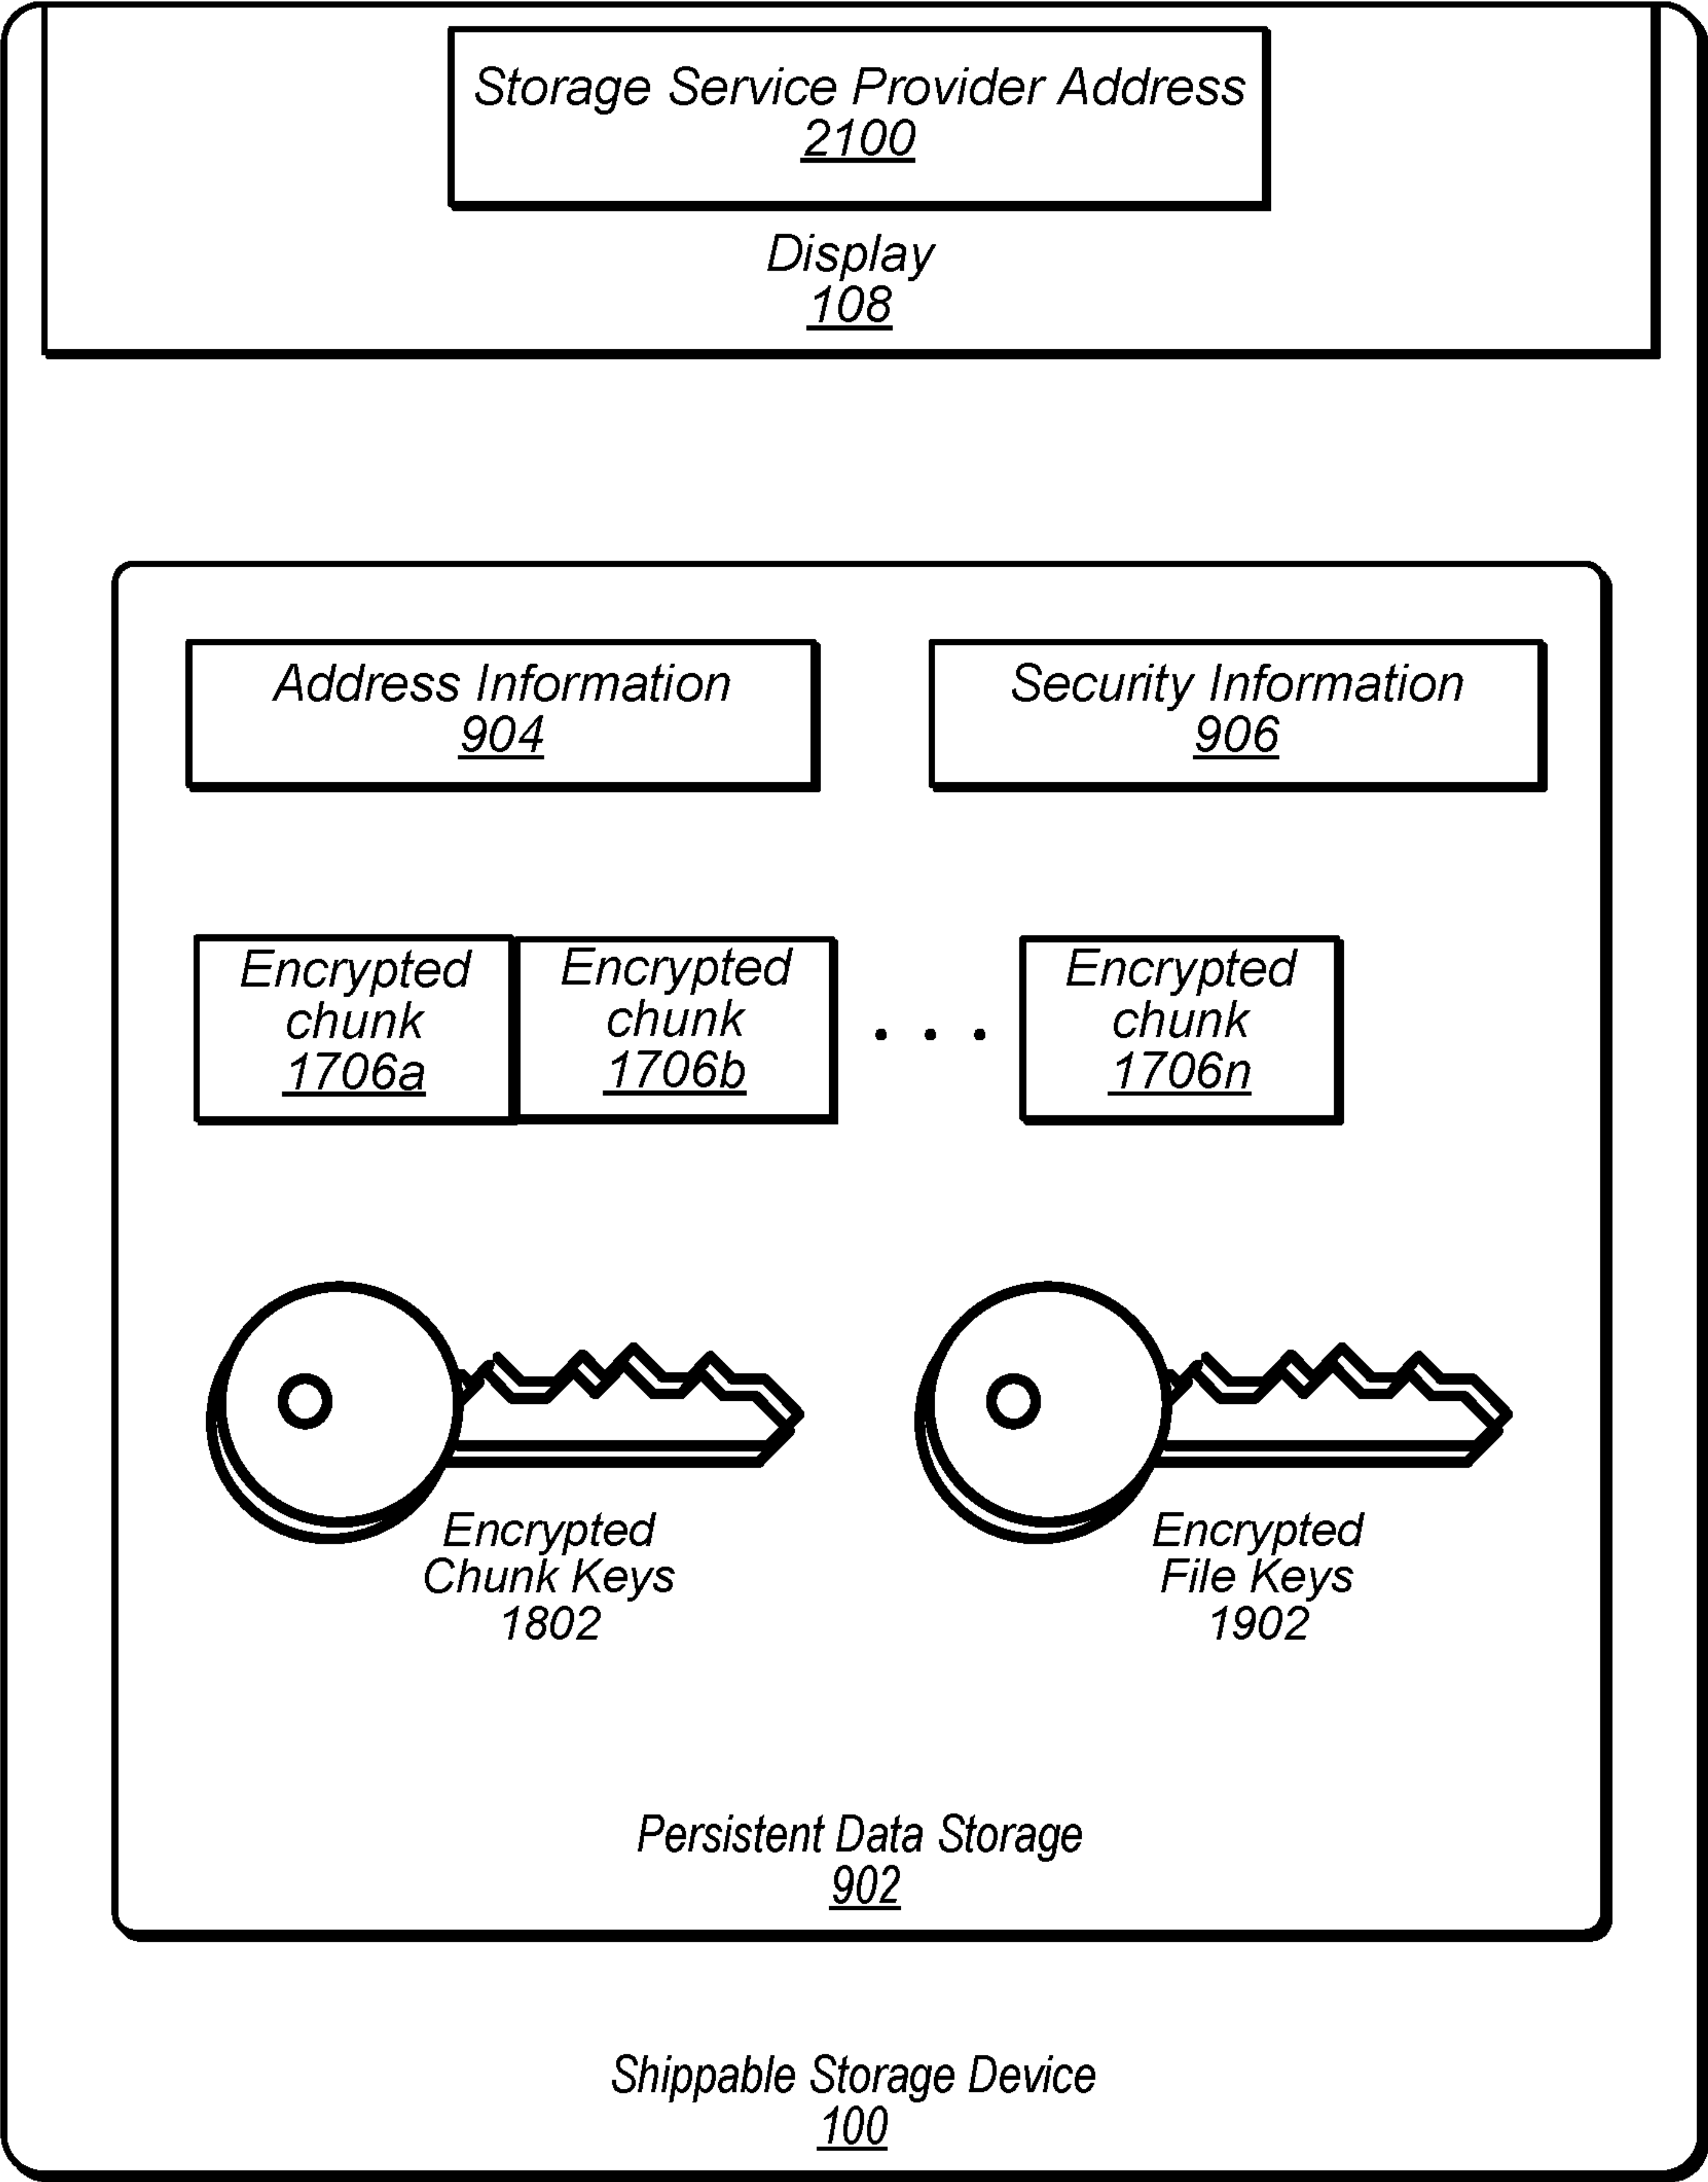 Storage Service Provider Address
2100
Display
108
Address Information
904
Security Information
906
Encrypted
chunk
1706a
Encrypted
chunk
1706b
. . .
Encrypted
chunk
1706n
Encrypted
Chunk Keys
1802
Encrypted
File Keys
1902
Persistent Data Storage
902
Shippable Storage Device
100